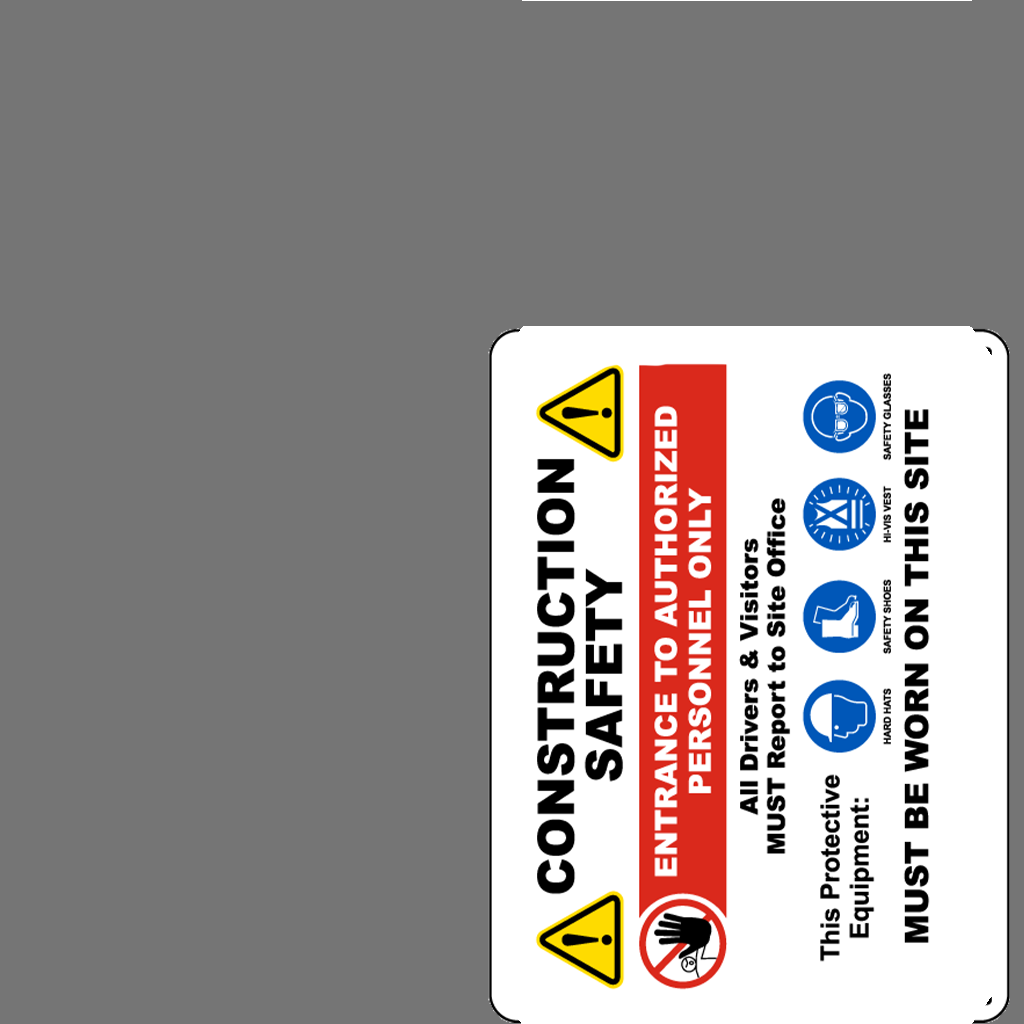 CONSTRUCTION
SAFETY
ENTRANCE TO AUTHORIZED
PERSONNEL ONLY
All Drivers & Visitors
MUST Report to Site Office
This Protective
Equipment:
HARD HATS
SAFETY SHOES
HI-VIS VEST
SAFETY GLASSES
MUST BE WORN ON THIS SITE